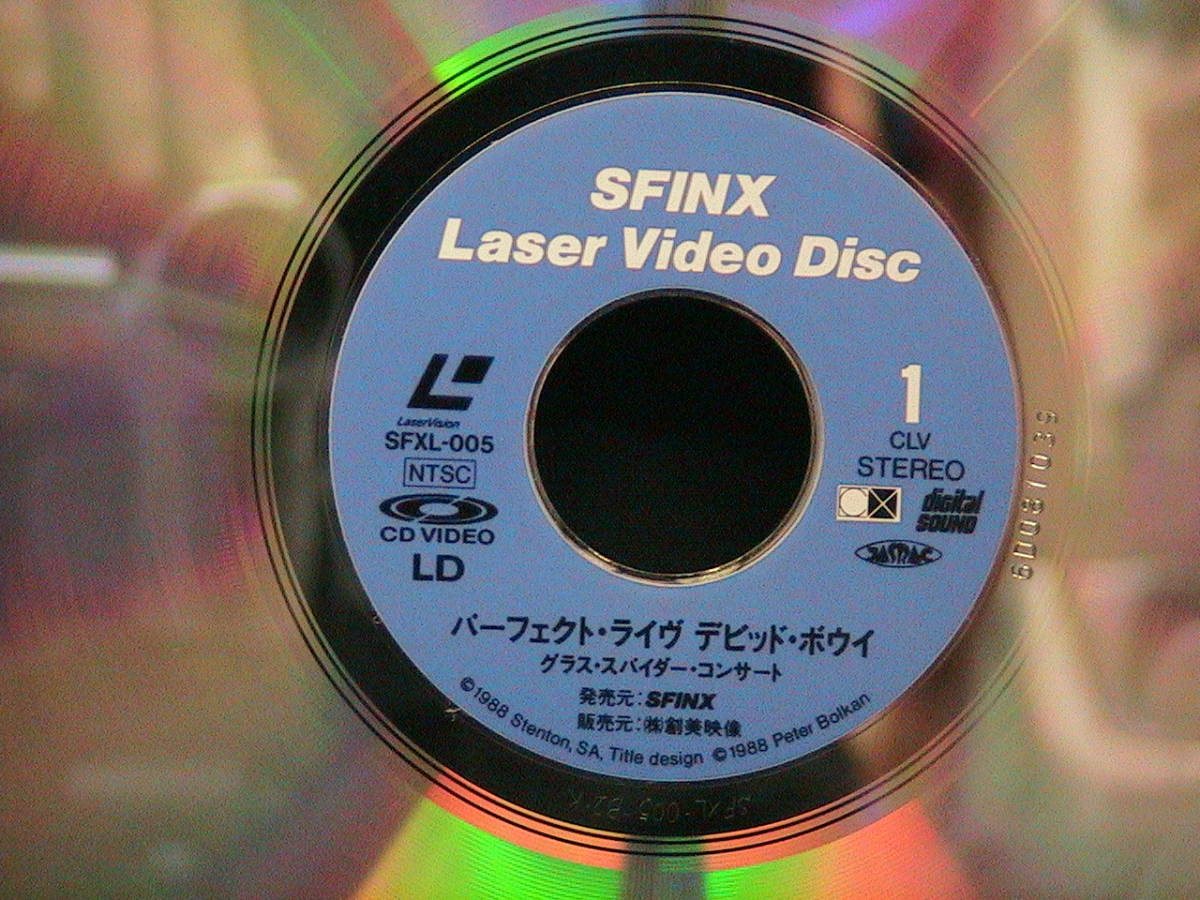 SFINX
Laser Video Disc
LaserVision
SFXL-005
NTSC
CD VIDEO
LD
1
CLV
STEREO
digital
SOUND
JASRAC
パーフェクト・ライヴ デビッド・ボウイ
グラス・スパイダー・コンサート
発売元:SFINX
販売元:㈱創美映像
©1988 Stenton, SA, Title design ©1988 Peter Bolkan